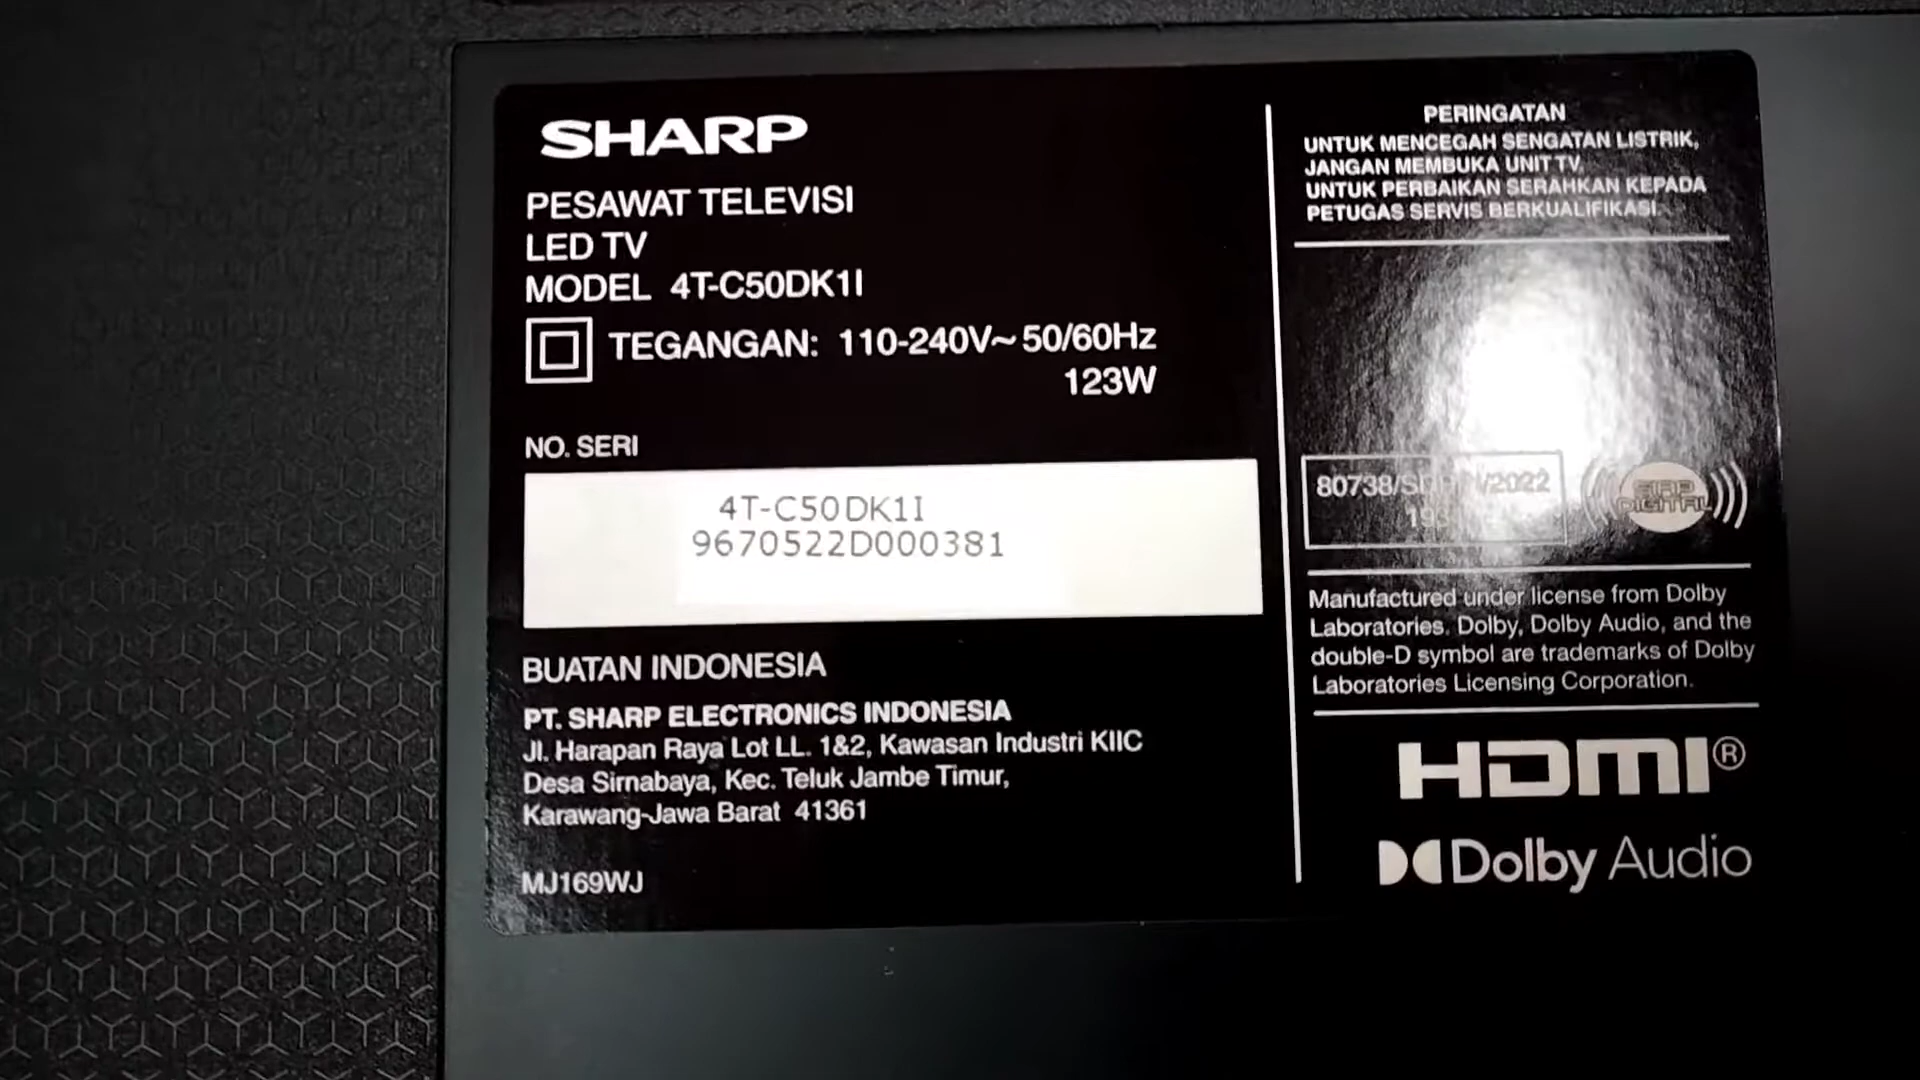 SHARP
PESAWAT TELEVISI
LED TV
MODEL 4T-C50DK1I
TEGANGAN: 110-240V~50/60Hz
123W
NO. SERI
4T-C50DK1I
9670522D000381
BUATAN INDONESIA
PT. SHARP ELECTRONICS INDONESIA
Jl. Harapan Raya Lot LL. 1&2, Kawasan Industri KIIC
Desa Sirnabaya, Kec. Teluk Jambe Timur,
Karawang-Jawa Barat 41361
MJ169WJ
PERINGATAN
UNTUK MENCEGAH SENGATAN LISTRIK,
JANGAN MEMBUKA UNIT TV.
UNTUK PERBAIKAN SERAHKAN KEPADA
PETUGAS SERVIS BERKUALIFIKASI.
SIAP
DIGITAL
Manufactured under license from Dolby
Laboratories. Dolby, Dolby Audio, and the
double-D symbol are trademarks of Dolby
Laboratories Licensing Corporation.
HDMI®
Dolby Audio